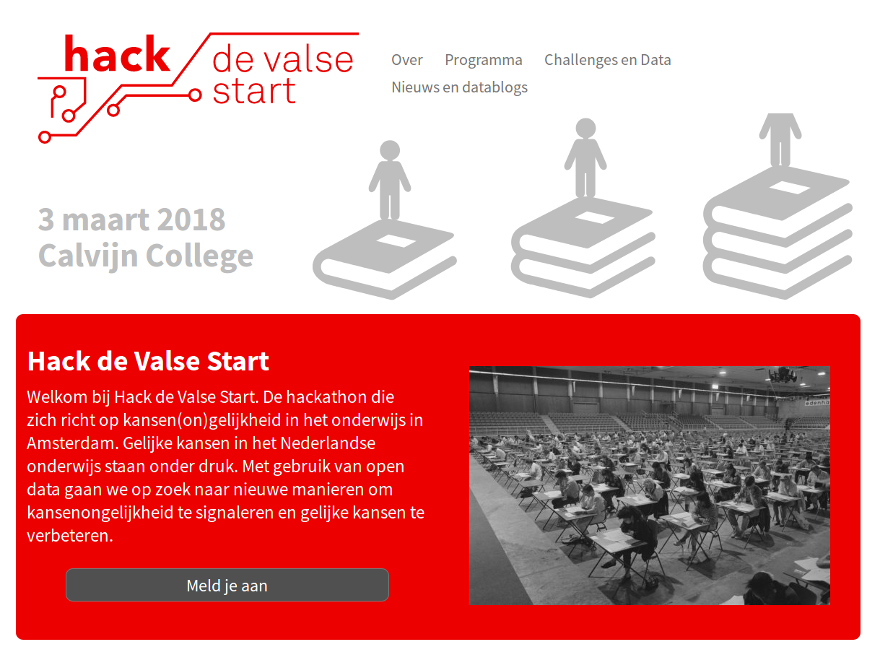 hack de valse
start
Over Programma Challenges en Data
Nieuws en datablogs
3 maart 2018
Calvijn College
Hack de Valse Start
Welkom bij Hack de Valse Start. De hackathon die
zich richt op kansen(on)gelijkheid in het onderwijs in
Amsterdam. Gelijke kansen in het Nederlandse
onderwijs staan onder druk. Met gebruik van open
data gaan we op zoek naar nieuwe manieren om
kansenongelijkheid te signaleren en gelijke kansen te
verbeteren.
Meld je aan